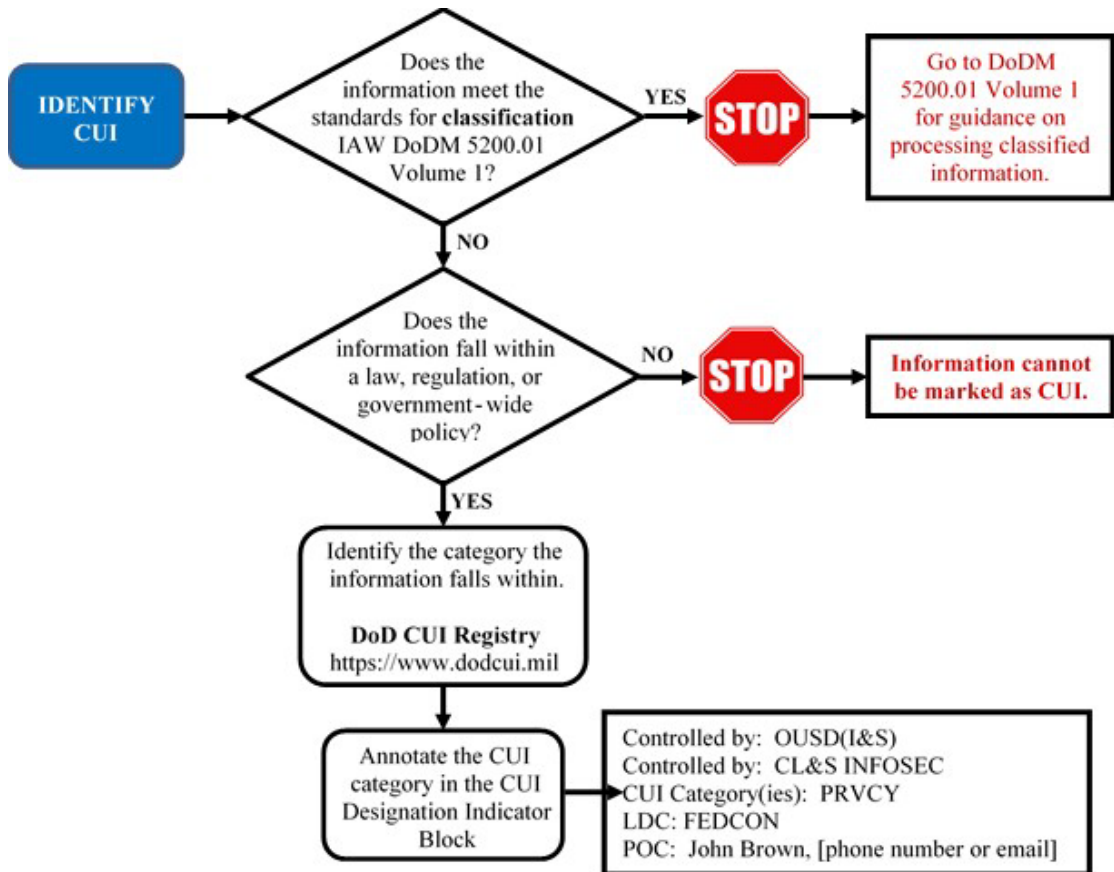 IDENTIFY
CUI
Does the
information meet the
standards for classification
IAW DoDM 5200.01
Volume 1?
YES
STOP
Go to DoDM
5200.01 Volume 1
for guidance on
processing classified
information.
NO
Does the
information fall within
a law, regulation, or
government-wide
policy?
NO
STOP
Information cannot
be marked as CUI.
YES
Identify the category the
information falls within.
DoD CUI Registry
https://www.dodcui.mil
Annotate the CUI
category in the CUI
Designation Indicator
Block
Controlled by: OUSD(I&S)
Controlled by: CL&S INFOSEC
CUI Category(ies): PRVCY
LDC: FEDCON
POC: John Brown, [phone number or email]